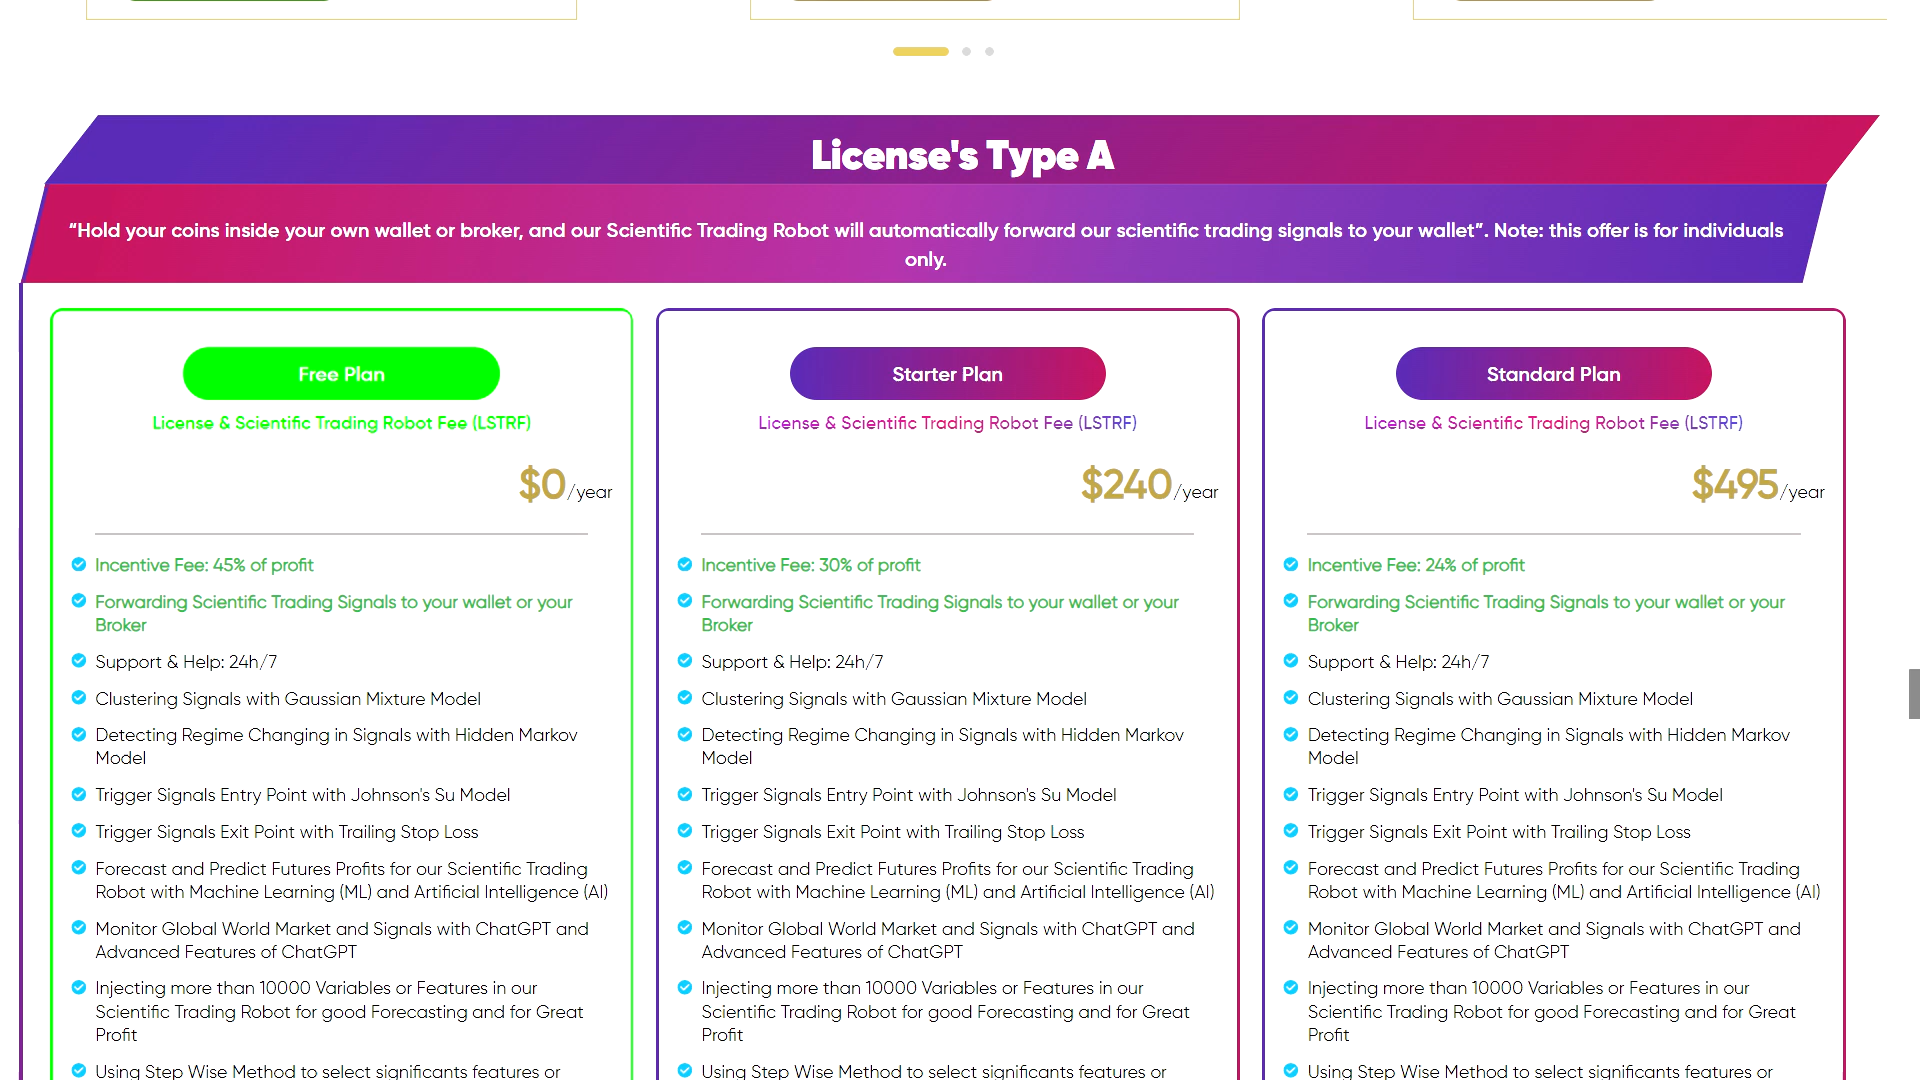 License's Type A
“Hold your coins inside your own wallet or broker, and our Scientific Trading Robot will automatically forward our scientific trading signals to your wallet”. Note: this offer is for individuals
only.
Free Plan
License & Scientific Trading Robot Fee (LSTRF)
$0/year
Incentive Fee: 45% of profit
Forwarding Scientific Trading Signals to your wallet or your
Broker
Support & Help: 24h/7
Clustering Signals with Gaussian Mixture Model
Detecting Regime Changing in Signals with Hidden Markov
Model
Trigger Signals Entry Point with Johnson's Su Model
Trigger Signals Exit Point with Trailing Stop Loss
Forecast and Predict Futures Profits for our Scientific Trading
Robot with Machine Learning (ML) and Artificial Intelligence (AI)
Monitor Global World Market and Signals with ChatGPT and
Advanced Features of ChatGPT
Injecting more than 10000 Variables or Features in our
Scientific Trading Robot for good Forecasting and for Great
Profit
Using Step Wise Method to select significants features or
Starter Plan
License & Scientific Trading Robot Fee (LSTRF)
$240/year
Incentive Fee: 30% of profit
Forwarding Scientific Trading Signals to your wallet or your
Broker
Support & Help: 24h/7
Clustering Signals with Gaussian Mixture Model
Detecting Regime Changing in Signals with Hidden Markov
Model
Trigger Signals Entry Point with Johnson's Su Model
Trigger Signals Exit Point with Trailing Stop Loss
Forecast and Predict Futures Profits for our Scientific Trading
Robot with Machine Learning (ML) and Artificial Intelligence (AI)
Monitor Global World Market and Signals with ChatGPT and
Advanced Features of ChatGPT
Injecting more than 10000 Variables or Features in our
Scientific Trading Robot for good Forecasting and for Great
Profit
Using Step Wise Method to select significants features or
Standard Plan
License & Scientific Trading Robot Fee (LSTRF)
$495/year
Incentive Fee: 24% of profit
Forwarding Scientific Trading Signals to your wallet or your
Broker
Support & Help: 24h/7
Clustering Signals with Gaussian Mixture Model
Detecting Regime Changing in Signals with Hidden Markov
Model
Trigger Signals Entry Point with Johnson's Su Model
Trigger Signals Exit Point with Trailing Stop Loss
Forecast and Predict Futures Profits for our Scientific Trading
Robot with Machine Learning (ML) and Artificial Intelligence (AI)
Monitor Global World Market and Signals with ChatGPT and
Advanced Features of ChatGPT
Injecting more than 10000 Variables or Features in our
Scientific Trading Robot for good Forecasting and for Great
Profit
Using Step Wise Method to select significants features or